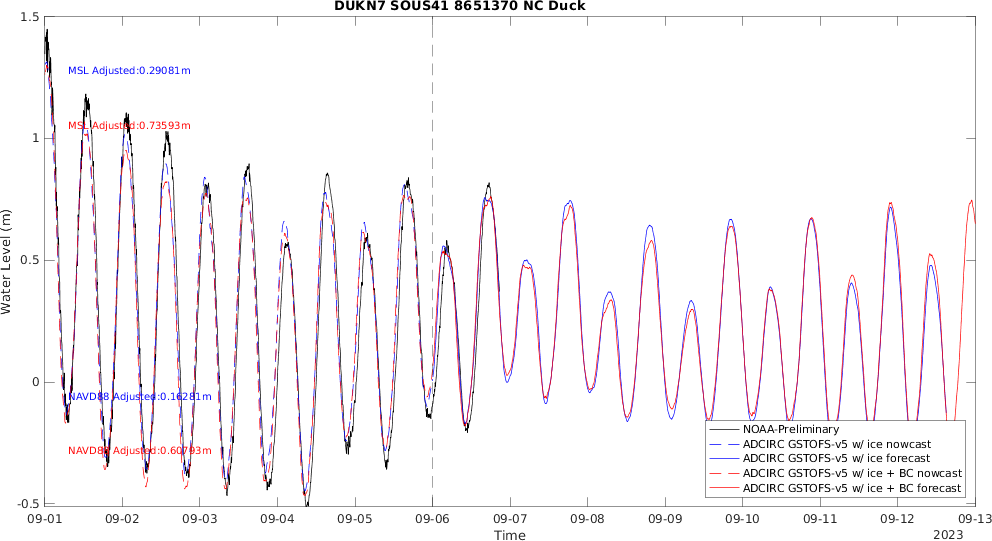 DUKN7 SOUS41 8651370 NC Duck
1.5
1
0.5
0
-0.5
Water Level (m)
MSL Adjusted:0.29081m
MSL Adjusted:0.73593m
NAVD88 Adjusted:0.16281m
NAVD88 Adjusted:0.60793m
NOAA-Preliminary
ADCIRC GSTOFS-v5 w/ ice nowcast
ADCIRC GSTOFS-v5 w/ ice forecast
ADCIRC GSTOFS-v5 w/ ice + BC nowcast
ADCIRC GSTOFS-v5 w/ ice + BC forecast
09-01 09-02 09-03 09-04 09-05 09-06 09-07 09-08 09-09 09-10 09-11 09-12 09-13
Time
2023